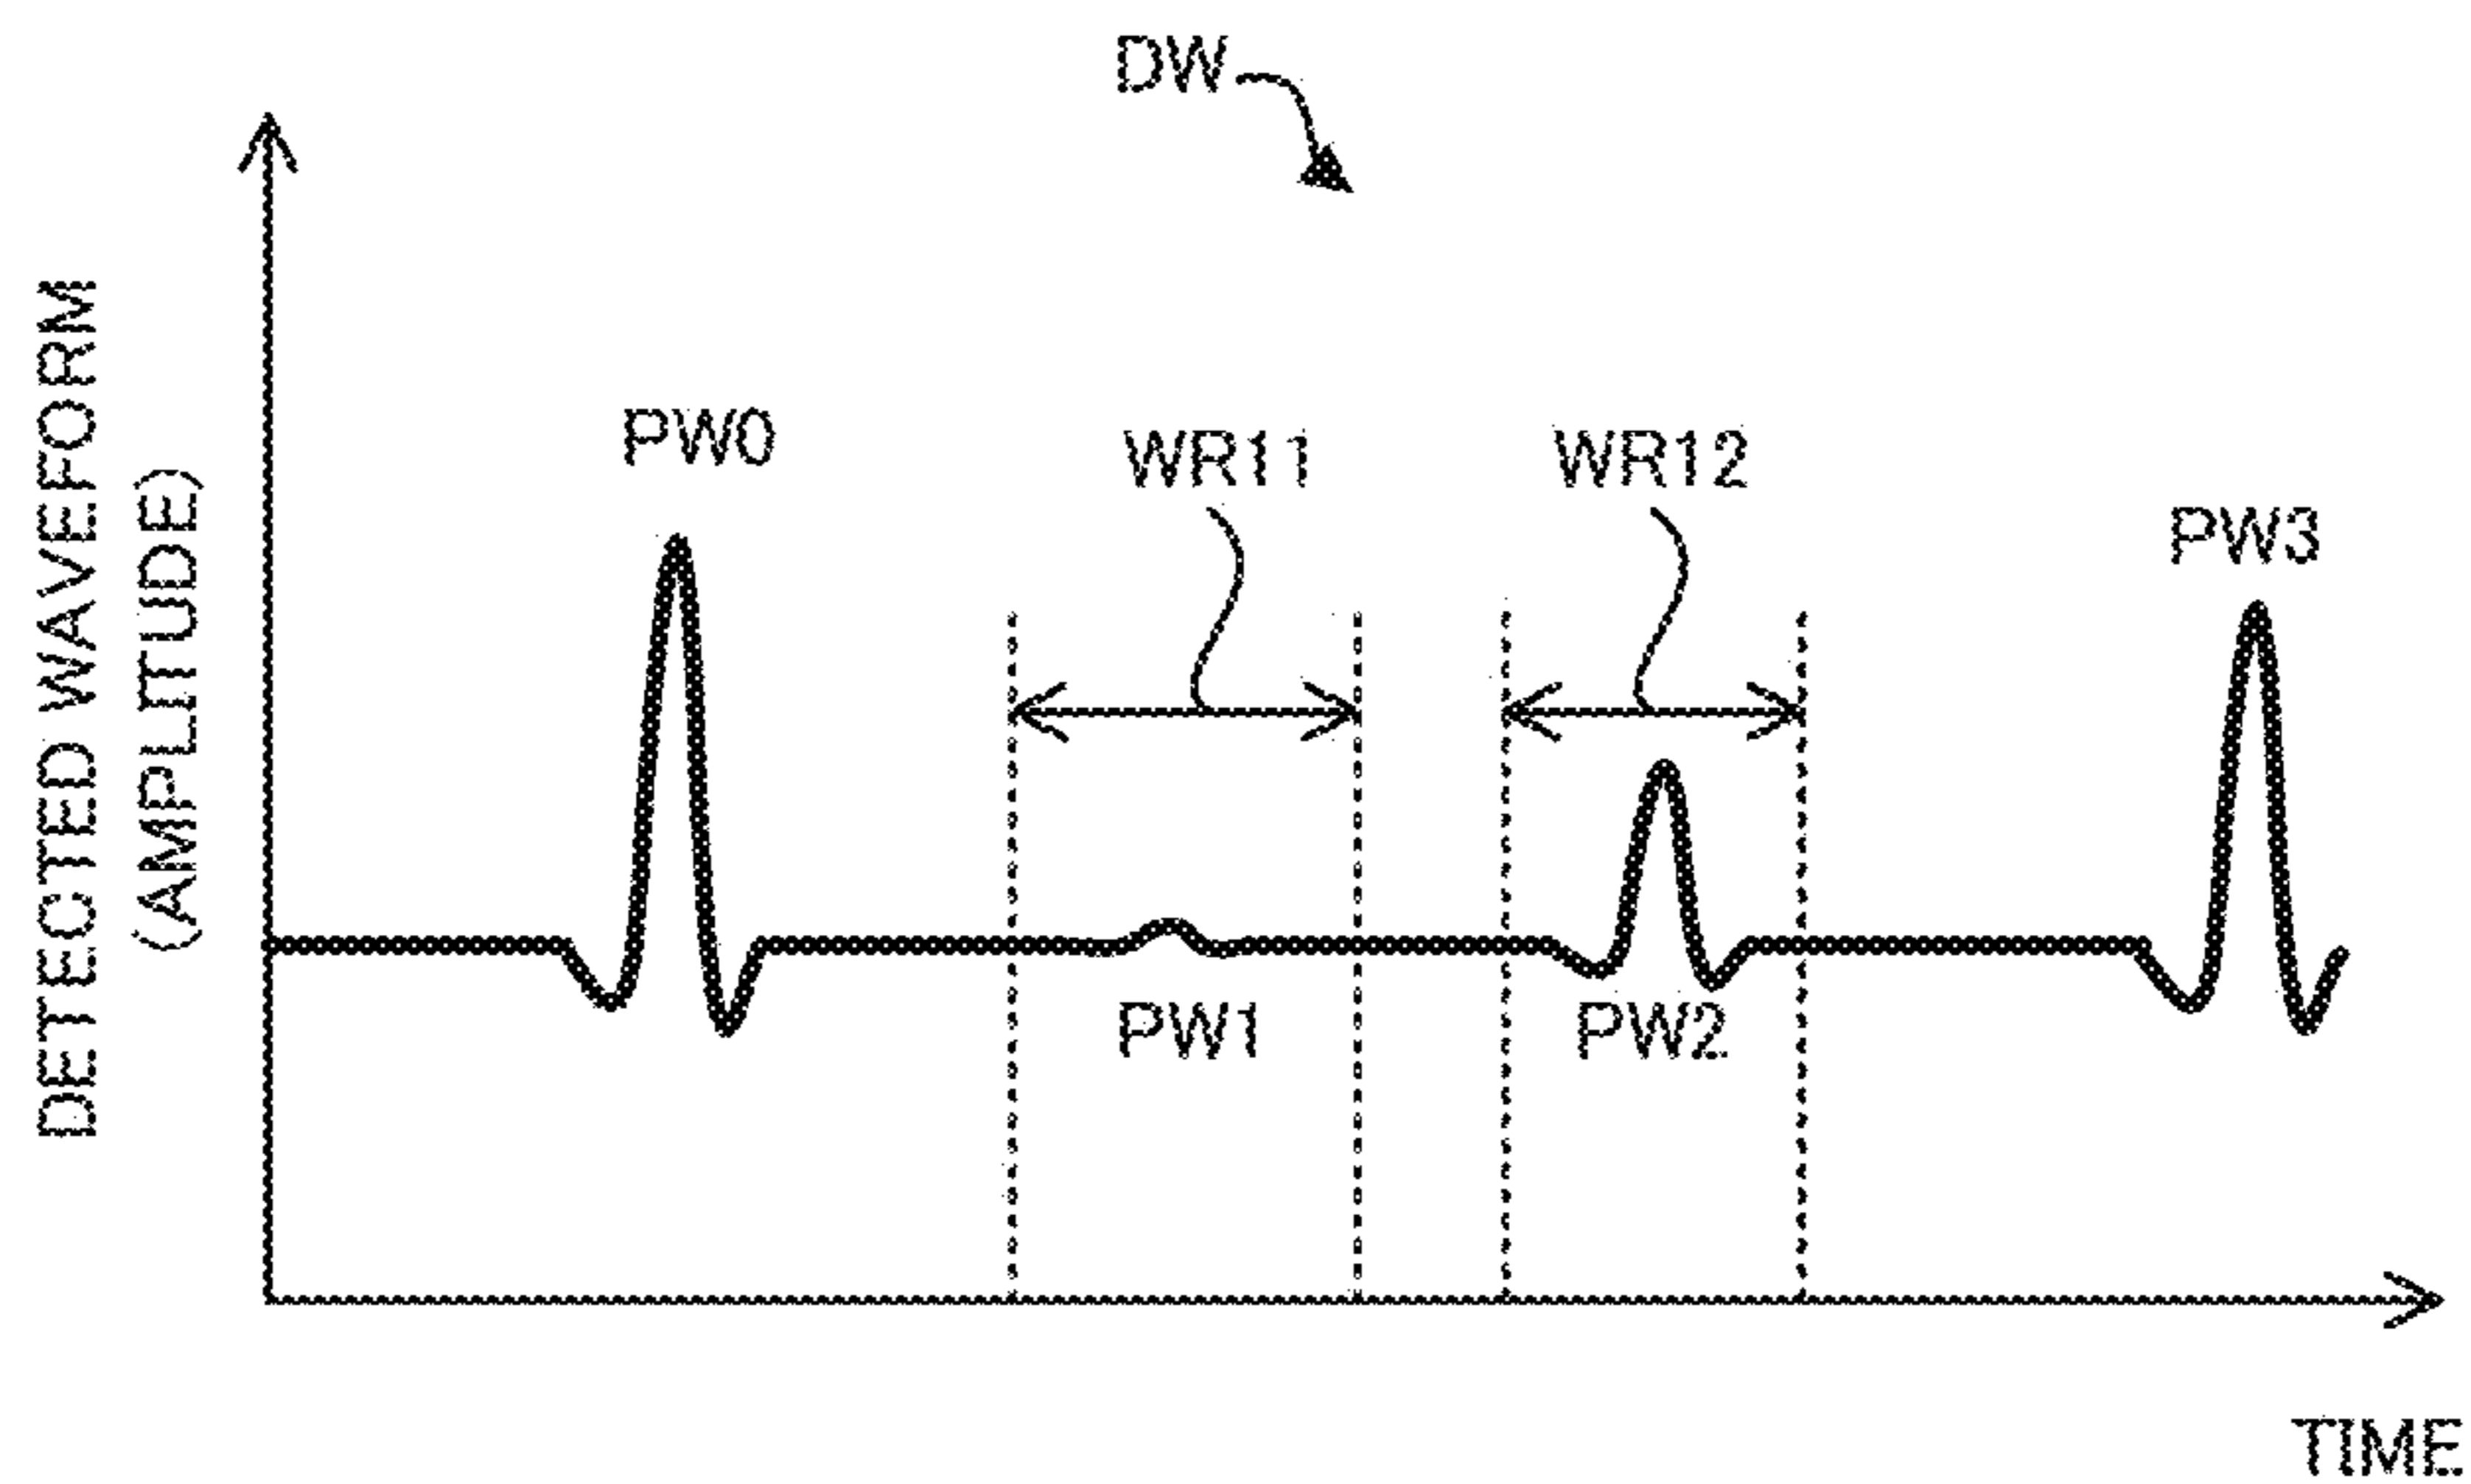 DW
DETECTED WAVEFORM
(AMPLITUDE)
PW0
WR11
WR12
PW3
PW1
PW2
TIME